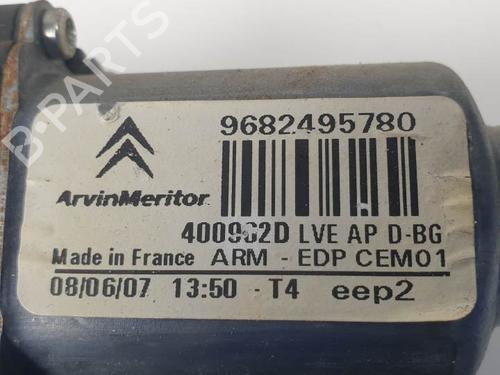 9682495780
ArvinMeritor
400962D LVE AP D-BG
Made in France ARM - EDP CEM01
08/06/07 13:50 - T4 eep2